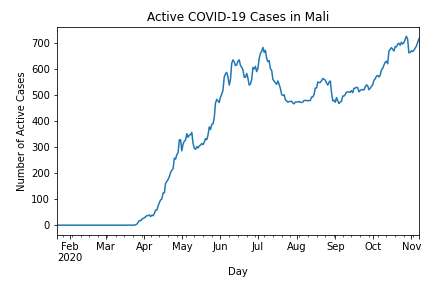 Active COVID-19 Cases in Mali
Number of Active Cases
700
600
500
400
300
200
100
0
Feb Mar Apr May Jun Jul Aug Sep Oct Nov
2020
Day